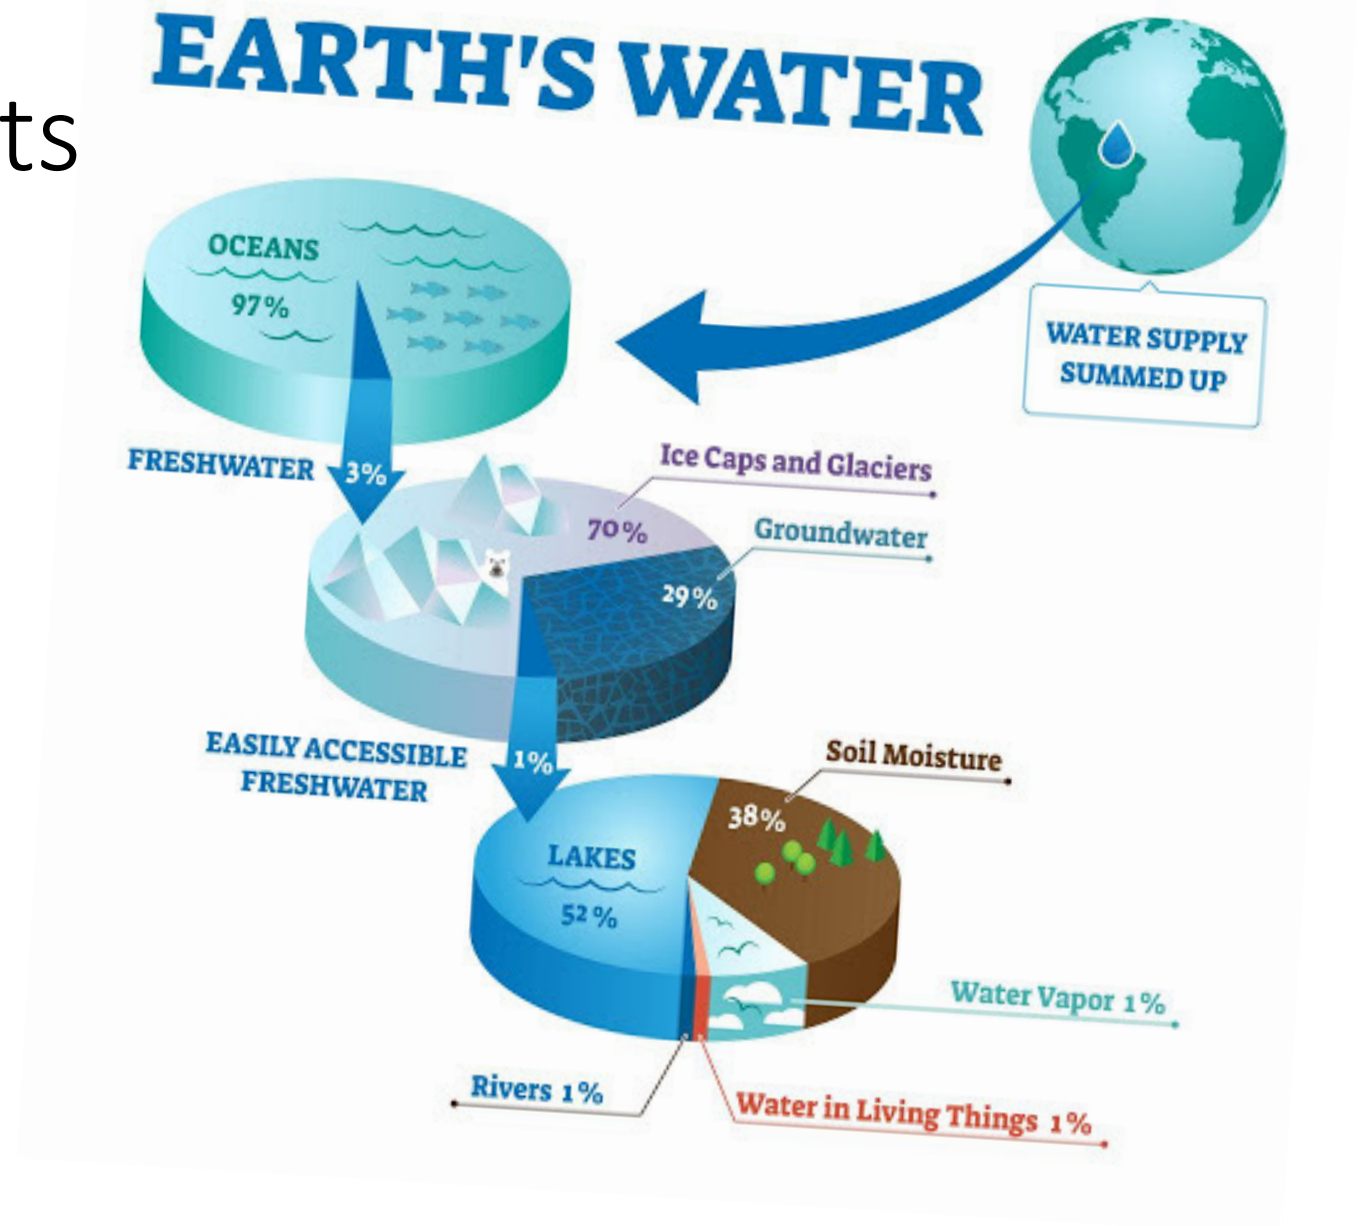 EARTH'S WATER
ts
OCEANS
97%
WATER SUPPLY
SUMMED UP
FRESHWATER
3%
Ice Caps and Glaciers
70%
Groundwater
29%
EASILY ACCESSIBLE
FRESHWATER
1%
Soil Moisture
38%
LAKES
52%
Water Vapor 1%
Rivers 1%
Water in Living Things 1%